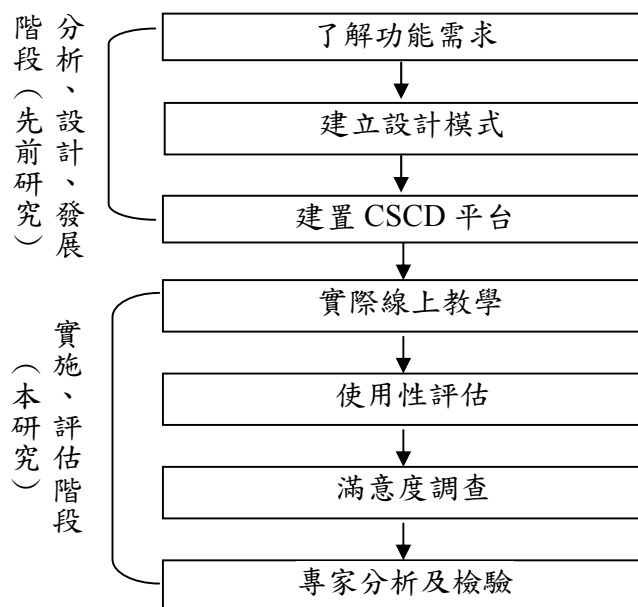 分析、設計、發展
階段（先前研究）
了解功能需求
建立設計模式
建置 CSCD 平台
實施、評估階段
（本研究）
實際線上教學
使用性評估
滿意度調查
專家分析及檢驗